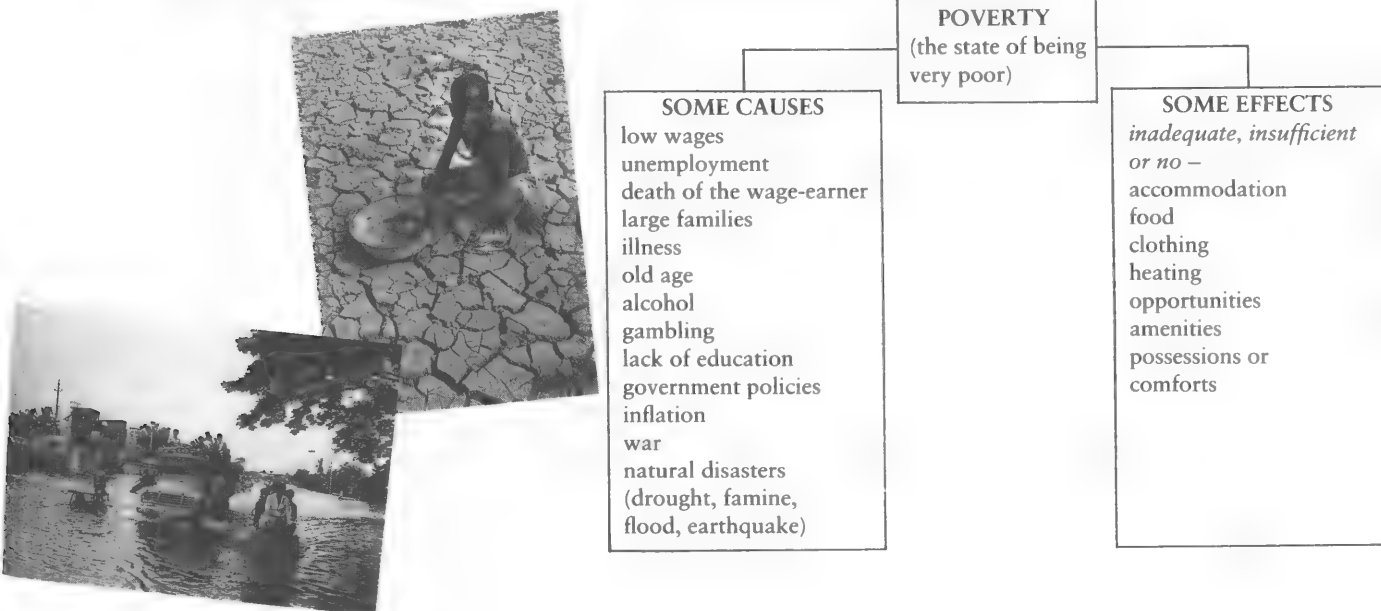 POVERTY
(the state of being
very poor)
SOME CAUSES
low wages
unemployment
death of the wage-earner
large families
illness
old age
alcohol
gambling
lack of education
government policies
inflation
war
natural disasters
(drought, famine,
flood, earthquake)
SOME EFFECTS
inadequate, insufficient
or no –
accommodation
food
clothing
heating
opportunities
amenities
possessions or
comforts